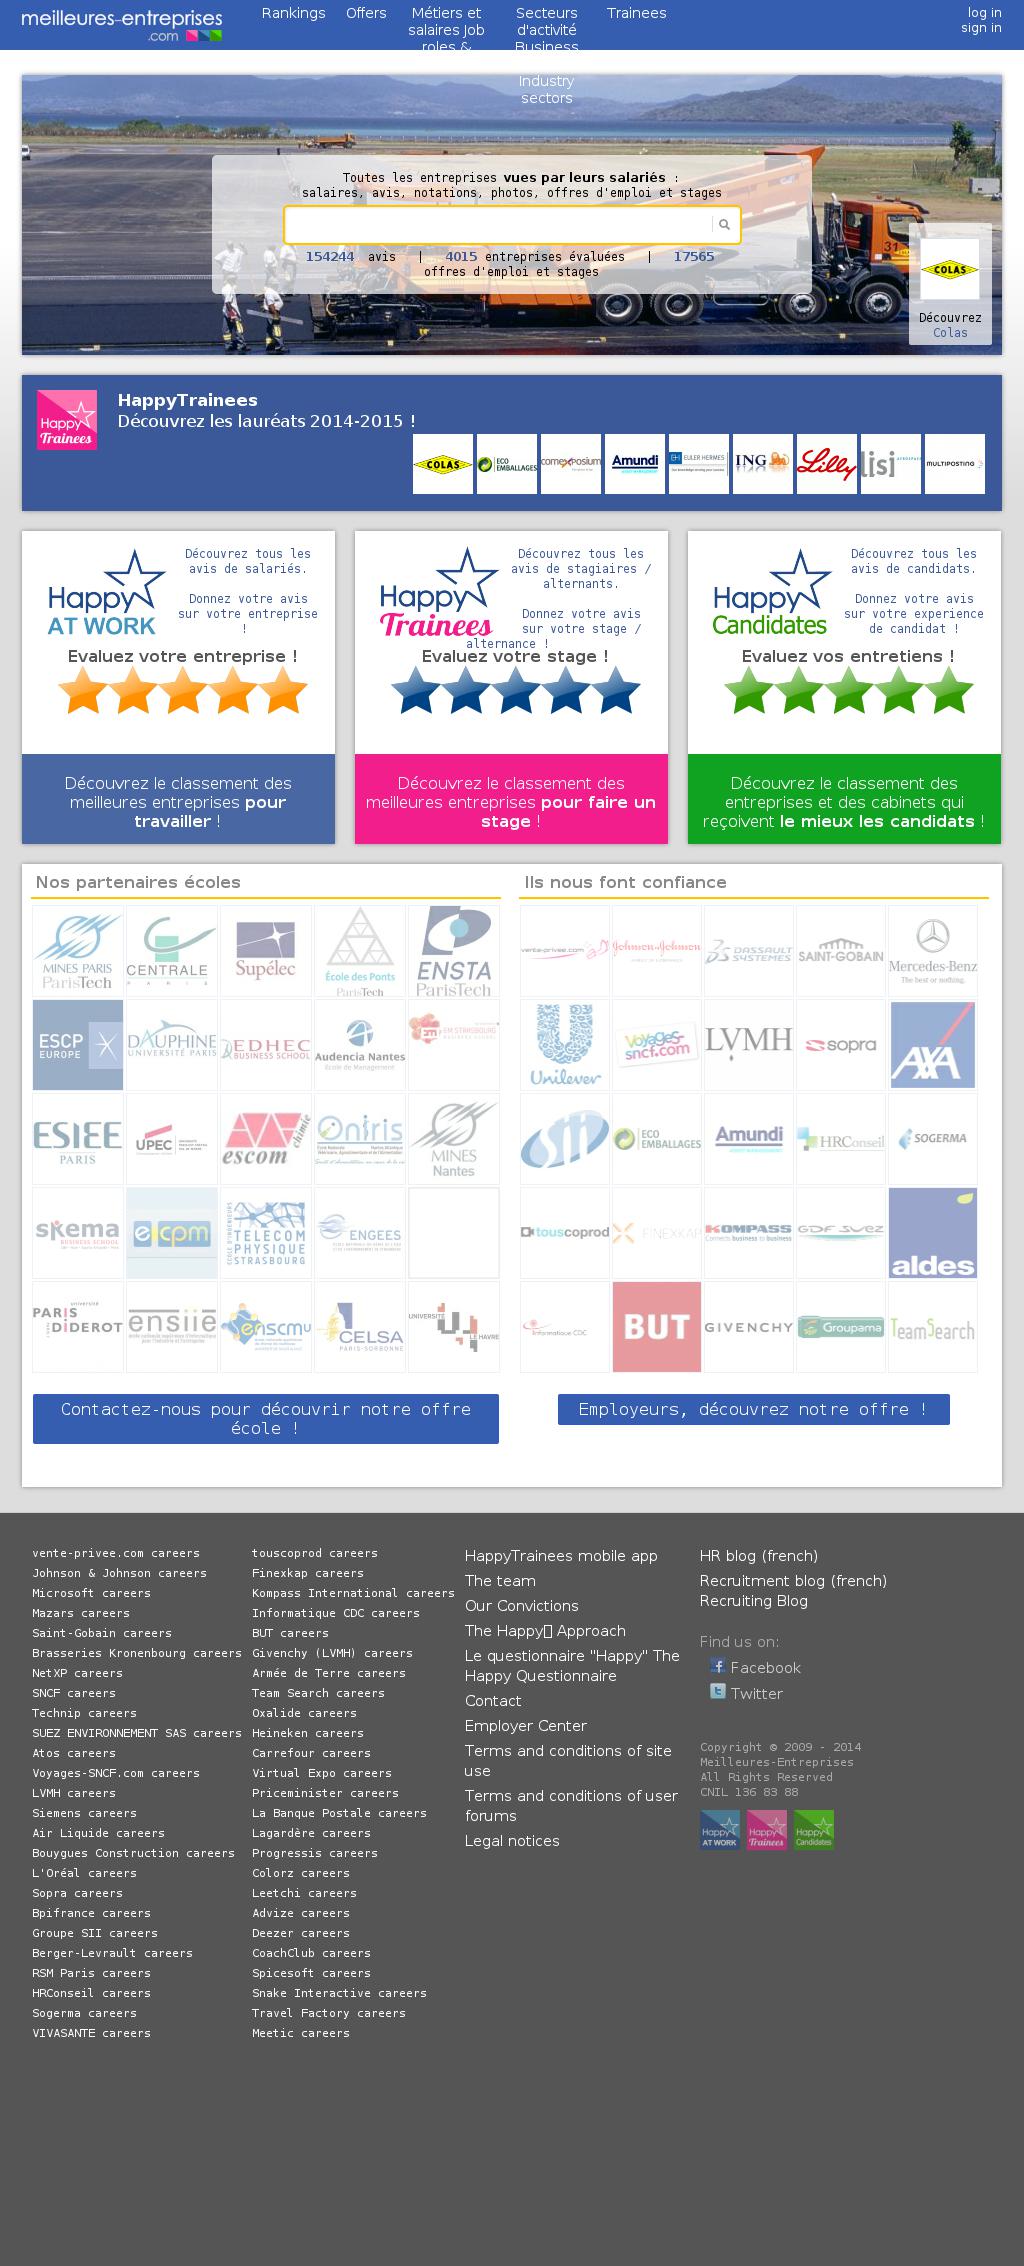 meilleures-entreprises
.com
Rankings
Offers
Métiers et
salaires Job
roles &
Secteurs
d'activité
Business
Industry
sectors
Trainees
log in
sign in
Toutes les entreprises vues par leurs salariés :
salaires, avis, notations, photos, offres d'emploi et stages
154244 avis | 4015 entreprises évaluées | 17565
offres d'emploi et stages
31
COLAS
Découvrez
Colas
Happy
Trainees
HappyTrainees
Découvrez les lauréats 2014-2015 !
COLAS
ECO
EMBALLAGES
comexposium
Amundi
EULER HERMES
ING
Lilly
lisi
AEROSPACE
MULTIPOSTING
Happy
AT WORK
Découvrez tous les
avis de salariés.
Donnez votre avis
sur votre entreprise
!
Evaluez votre entreprise !
Découvrez le classement des
meilleures entreprises pour
travailler !
Happy
Trainees
Découvrez tous les
avis de stagiaires /
alternants.
Donnez votre avis
sur votre stage /
alternance !
Evaluez votre stage !
Découvrez le classement des
meilleures entreprises pour faire un
stage !
Happy
Candidates
Découvrez tous les
avis de candidats.
Donnez votre avis
sur votre experience
de candidat !
Evaluez vos entretiens !
Découvrez le classement des
entreprises et des cabinets qui
reçoivent le mieux les candidats !
Nos partenaires écoles
MINES PARIS
ParisTech
CENTRALE
PARIS
Supélec
École des Ponts
ParisTech
ENSTA
ParisTech
ESCP
EUROPE
DAUPHINE
UNIVERSITÉ PARIS
EDHEC
BUSINESS SCHOOL
Audencia Nantes
École de Management
EM STRASBOURG
BUSINESS SCHOOL
ESIEE
PARIS
UPEC
escom
chimie
Oniris
MINES
Nantes
skema
BUSINESS SCHOOL
eicpm
TELECOM
PHYSIQUE
STRASBOURG
ENGEES
université
PARIS
DIDEROT
ensiie
enscmu
CELSA
PARIS-SORBONNE
UNIVERSITÉ
LE HAVRE
Contactez-nous pour découvrir notre offre
école !
Ils nous font confiance
vente-privee.com
Johnson & Johnson
DASSAULT
SYSTEMES
SAINT-GOBAIN
Mercedes-Benz
The best or nothing.
Unilever
Voyages-
sncf.com
LVMH
sopra
AXA
SII
ECO
EMBALLAGES
Amundi
HRConseil
SOGERMA
touscoprod
FINEXKAP
KOMPASS
Connects business to business
GDF SUEZ
aldes
Informatique CDC
BUT
GIVENCHY
Groupama
TeamSearch
Employeurs, découvrez notre offre !
vente-privee.com careers
Johnson & Johnson careers
Microsoft careers
Mazars careers
Saint-Gobain careers
Brasseries Kronenbourg careers
NetXP careers
SNCF careers
Technip careers
SUEZ ENVIRONNEMENT SAS careers
Atos careers
Voyages-SNCF.com careers
LVMH careers
Siemens careers
Air Liquide careers
Bouygues Construction careers
L'Oréal careers
Sopra careers
Bpifrance careers
Groupe SII careers
Berger-Levrault careers
RSM Paris careers
HRConseil careers
Sogerma careers
VIVASANTE careers
touscoprod careers
Finexkap careers
Kompass International careers
Informatique CDC careers
BUT careers
Givenchy (LVMH) careers
Armée de Terre careers
Team Search careers
Oxalide careers
Heineken careers
Carrefour careers
Virtual Expo careers
Priceminister careers
La Banque Postale careers
Lagardère careers
Progressis careers
Colorz careers
Leetchi careers
Advize careers
Deezer careers
CoachClub careers
Spicesoft careers
Snake Interactive careers
Travel Factory careers
Meetic careers
HappyTrainees mobile app
The team
Our Convictions
The Happy Approach
Le questionnaire "Happy" The
Happy Questionnaire
Contact
Employer Center
Terms and conditions of site
use
Terms and conditions of user
forums
Legal notices
HR blog (french)
Recruitment blog (french)
Recruiting Blog
Find us on:
Facebook
Twitter
Copyright © 2009 - 2014
Meilleures-Entreprises
All Rights Reserved
CNIL 136 83 88
Happy
AT WORK
Happy
Trainees
Happy
Candidates